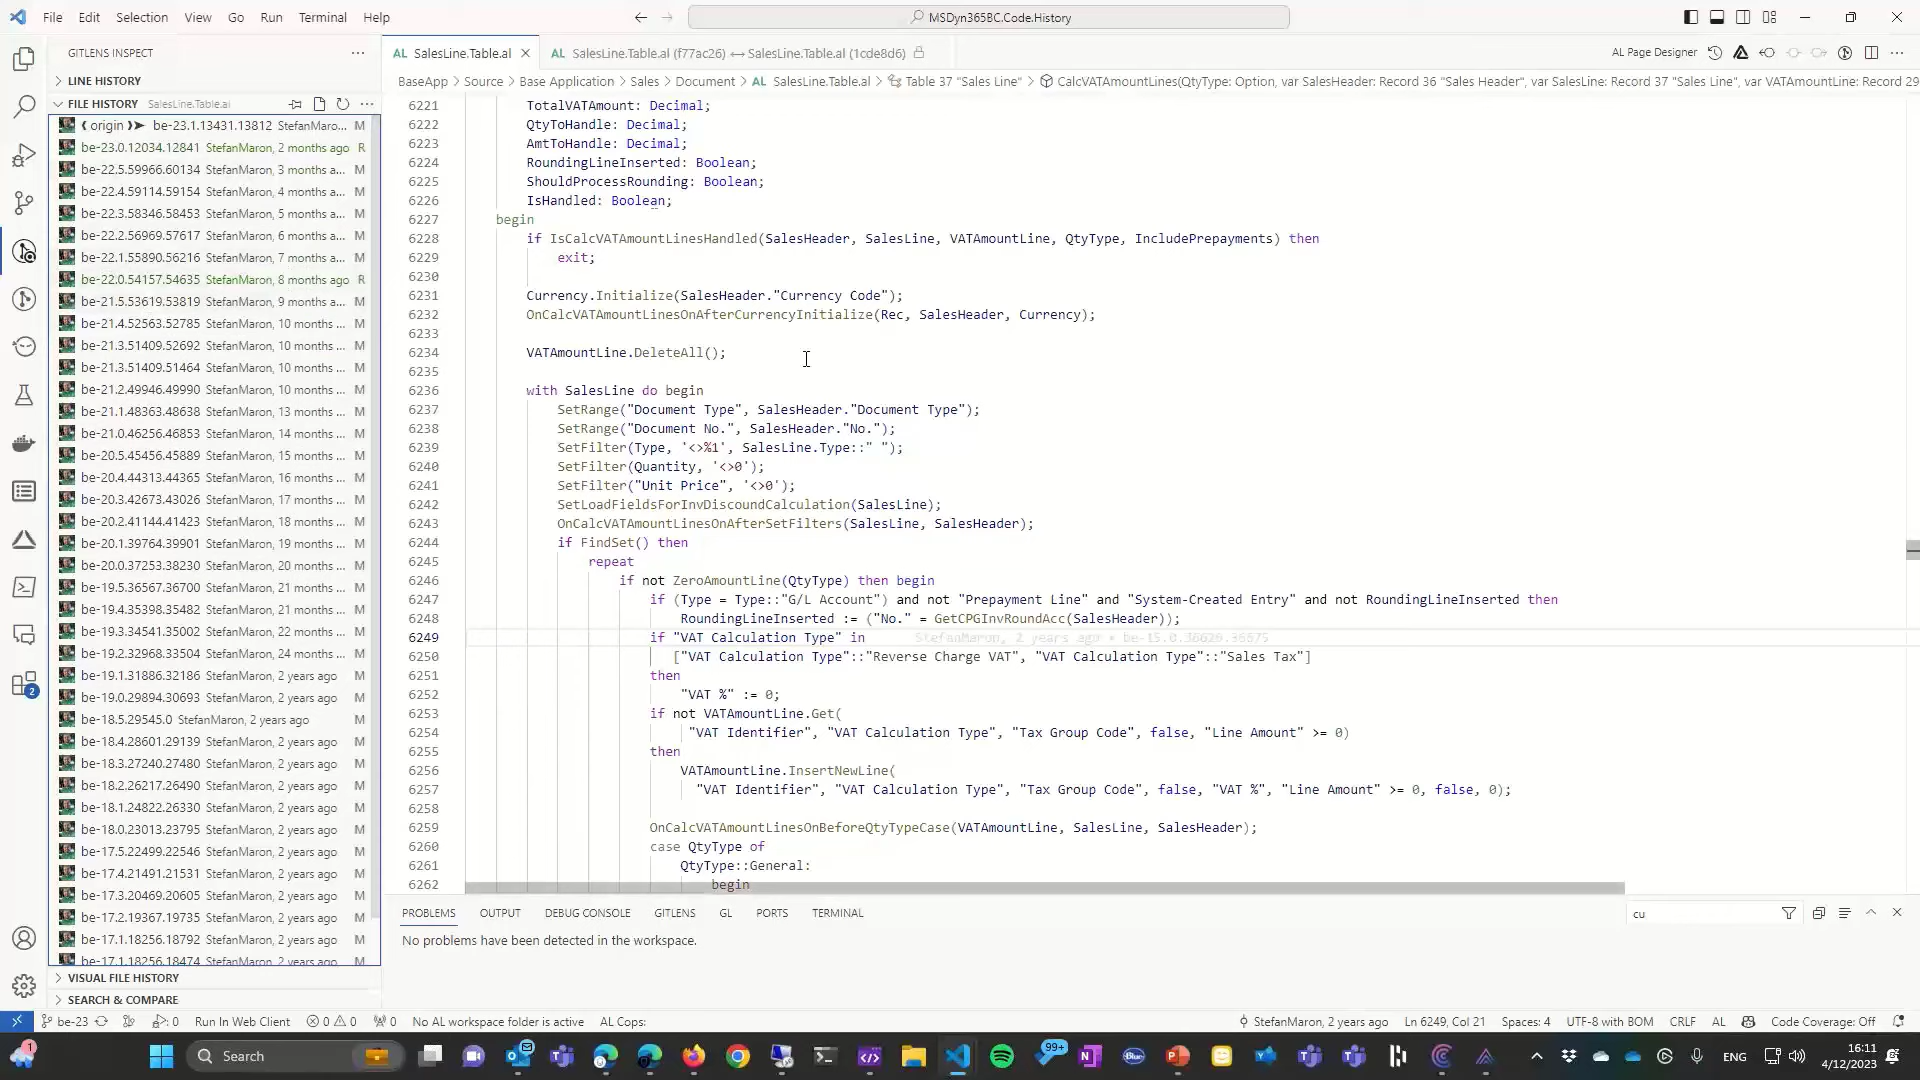 File Edit Selection View Go Run Terminal Help
MSDyn365BC.Code.History
GITLENS INSPECT
LINE HISTORY
FILE HISTORY SalesLine.Table.al
origin be-23.1.13431.13812 StefanMaro... M
be-23.0.12034.12841 StefanMaron, 2 months ago R
be-22.5.59966.60134 StefanMaron, 3 months a... M
be-22.4.59114.59154 StefanMaron, 4 months a... M
be-22.3.58346.58453 StefanMaron, 5 months a... M
be-22.2.56969.57617 StefanMaron, 6 months a... M
be-22.1.55890.56216 StefanMaron, 7 months a... M
be-22.0.54157.54635 StefanMaron, 8 months ago R
be-21.5.53619.53819 StefanMaron, 9 months a... M
be-21.4.52563.52785 StefanMaron, 10 months ... M
be-21.3.51409.52692 StefanMaron, 10 months ... M
be-21.3.51409.51464 StefanMaron, 10 months ... M
be-21.2.49946.49990 StefanMaron, 10 months ... M
be-21.1.48363.48638 StefanMaron, 13 months ... M
be-21.0.46256.46853 StefanMaron, 14 months ... M
be-20.5.45456.45889 StefanMaron, 15 months ... M
be-20.4.44313.44365 StefanMaron, 16 months ... M
be-20.3.42673.43026 StefanMaron, 17 months ... M
be-20.2.41144.41423 StefanMaron, 18 months ... M
be-20.1.39764.39901 StefanMaron, 19 months ... M
be-20.0.37253.38230 StefanMaron, 20 months ... M
be-19.5.36567.36700 StefanMaron, 21 months ... M
be-19.4.35398.35482 StefanMaron, 21 months ... M
be-19.3.34541.35002 StefanMaron, 22 months ... M
be-19.2.32968.33504 StefanMaron, 24 months ... M
be-19.1.31886.32186 StefanMaron, 2 years ago M
be-19.0.29894.30693 StefanMaron, 2 years ago M
be-18.5.29545.0 StefanMaron, 2 years ago M
be-18.4.28601.29139 StefanMaron, 2 years ago M
be-18.3.27240.27480 StefanMaron, 2 years ago M
be-18.2.26217.26490 StefanMaron, 2 years ago M
be-18.1.24822.26330 StefanMaron, 2 years ago M
be-18.0.23013.23795 StefanMaron, 2 years ago M
be-17.5.22499.22546 StefanMaron, 2 years ago M
be-17.4.21491.21531 StefanMaron, 2 years ago M
be-17.3.20469.20605 StefanMaron, 2 years ago M
be-17.2.19367.19735 StefanMaron, 2 years ago M
be-17.1.18256.18792 StefanMaron, 2 years ago M
be-17.1.18256.18474 StefanMaron, 2 years ago M
VISUAL FILE HISTORY
SEARCH & COMPARE
AL SalesLine.Table.al
AL SalesLine.Table.al (f77ac26) ↔ SalesLine.Table.al (1cde8d6)
AL Page Designer
BaseApp > Source > Base Application > Sales > Document > AL SalesLine.Table.al > Table 37 "Sales Line" > CalcVATAmountLines(QtyType: Option, var SalesHeader: Record 36 "Sales Header", var SalesLine: Record 37 "Sales Line", var VATAmountLine: Record 29
6221 TotalVATAmount: Decimal;
6222 QtyToHandle: Decimal;
6223 AmtToHandle: Decimal;
6224 RoundingLineInserted: Boolean;
6225 ShouldProcessRounding: Boolean;
6226 IsHandled: Boolean;
6227 begin
6228 if IsCalcVATAmountLinesHandled(SalesHeader, SalesLine, VATAmountLine, QtyType, IncludePrepayments) then
6229 exit;
6230
6231 Currency.Initialize(SalesHeader."Currency Code");
6232 OnCalcVATAmountLinesOnAfterCurrencyInitialize(Rec, SalesHeader, Currency);
6233
6234 VATAmountLine.DeleteAll();
6235
6236 with SalesLine do begin
6237 SetRange("Document Type", SalesHeader."Document Type");
6238 SetRange("Document No.", SalesHeader."No.");
6239 SetFilter(Type, '<>%1', SalesLine.Type::" ");
6240 SetFilter(Quantity, '<>0');
6241 SetFilter("Unit Price", '<>0');
6242 SetLoadFieldsForInvDiscountCalculation(SalesLine);
6243 OnCalcVATAmountLinesOnAfterSetFilters(SalesLine, SalesHeader);
6244 if FindSet() then
6245 repeat
6246 if not ZeroAmountLine(QtyType) then begin
6247 if (Type = Type::"G/L Account") and not "Prepayment Line" and "System-Created Entry" and not RoundingLineInserted then
6248 RoundingLineInserted := ("No." = GetCPGInvRoundAcc(SalesHeader));
6249 if "VAT Calculation Type" in StefanMaron, 2 years ago •
6250 ["VAT Calculation Type"::"Reverse Charge VAT", "VAT Calculation Type"::"Sales Tax"]
6251 then
6252 "VAT %" := 0;
6253 if not VATAmountLine.Get(
6254 "VAT Identifier", "VAT Calculation Type", "Tax Group Code", false, "Line Amount" >= 0)
6255 then
6256 VATAmountLine.InsertNewLine(
6257 "VAT Identifier", "VAT Calculation Type", "Tax Group Code", false, "VAT %", "Line Amount" >= 0, false, 0);
6258
6259 OnCalcVATAmountLinesOnBeforeQtyTypeCase(VATAmountLine, SalesLine, SalesHeader);
6260 case QtyType of
6261 QtyType::General:
6262 begin
PROBLEMS OUTPUT DEBUG CONSOLE GITLENS GL PORTS TERMINAL
cu
No problems have been detected in the workspace.
be-23 0 Run In Web Client 0 0 0 No AL workspace folder is active AL Cops:
StefanMaron, 2 years ago Ln 6249, Col 21 Spaces: 4 UTF-8 with BOM CRLF AL Code Coverage: Off
2
1
Search
99+
ENG
16:11
4/12/2023